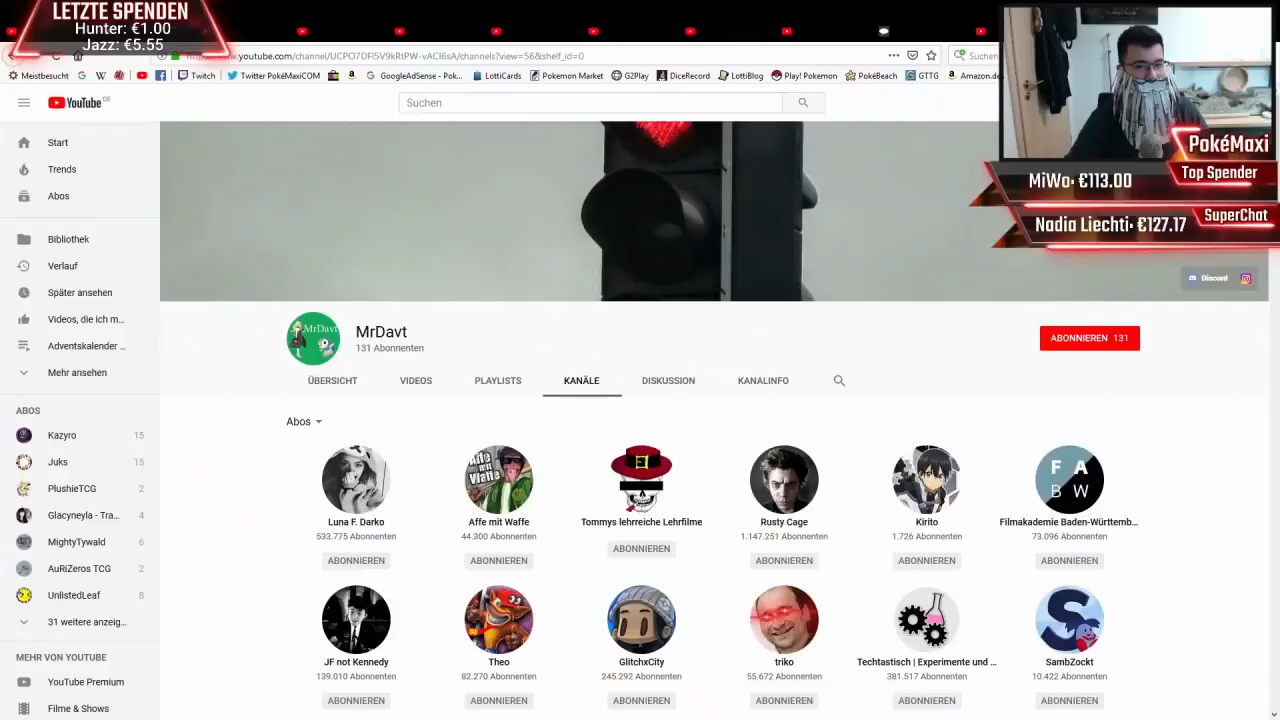 LETZTE SPENDEN
Hunter: €1.00
Jazz: €5.55
youtube.com/channel/UCPO7DFl5V9kRtPW-vACI6sA/channels?view=56&shelf_id=0
Suchen
Meistbesucht
Twitch
Twitter PokéMaxiCOM
GoogleAdSense - Pok...
LottiCards
Pokemon Market
G2Play
DiceRecord
LottiBlog
Play! Pokemon
PokéBeach
GTTG
Amazon.de
YouTube DE
Suchen
PokéMaxi
Top Spender
MiWo: €113.00
SuperChat
Nadia Liechti: €127.17
Start
Trends
Abos
Bibliothek
Verlauf
Später ansehen
Videos, die ich m...
Adventskalender ...
Mehr ansehen
ABOS
Kazyro 15
Juks 15
PlushieTCG 2
Glacyneyla - Tra... 4
MightyTywald 6
AuRiZeros TCG 2
UnlistedLeaf 8
31 weitere anzeig...
MEHR VON YOUTUBE
YouTube Premium
Filme & Shows
Discord
MrDavt
MrDavt
131 Abonnenten
ABONNIEREN 131
ÜBERSICHT
VIDEOS
PLAYLISTS
KANÄLE
DISKUSSION
KANALINFO
Abos
Affe mit Waffe
F A
B W
Luna F. Darko
Affe mit Waffe
Tommys lehrreiche Lehrfilme
Rusty Cage
Kirito
Filmakademie Baden-Württemb...
533.775 Abonnenten
44.300 Abonnenten
1.147.251 Abonnenten
1.726 Abonnenten
73.096 Abonnenten
ABONNIEREN
ABONNIEREN
ABONNIEREN
ABONNIEREN
ABONNIEREN
ABONNIEREN
S
JF not Kennedy
Theo
GlitchxCity
triko
Techtastisch | Experimente und ...
SambZockt
139.010 Abonnenten
82.270 Abonnenten
245.292 Abonnenten
55.672 Abonnenten
381.517 Abonnenten
10.422 Abonnenten
ABONNIEREN
ABONNIEREN
ABONNIEREN
ABONNIEREN
ABONNIEREN
ABONNIEREN